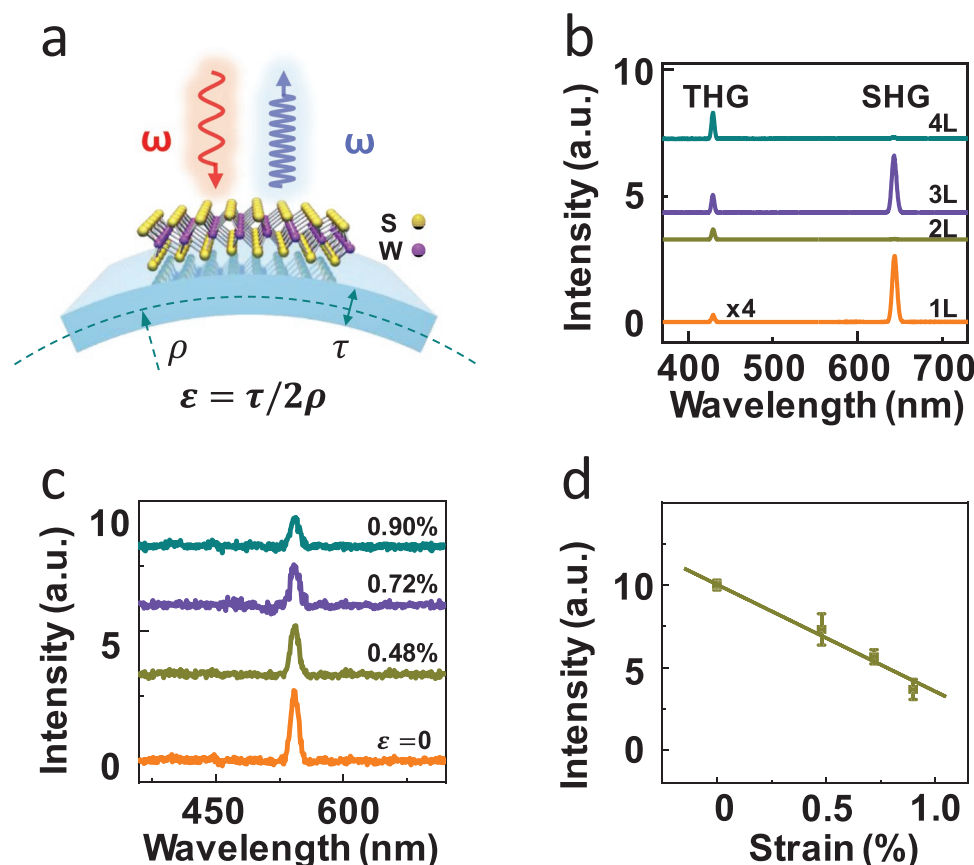 a
ω
ω
S
W
ρ
τ
ε = τ/2ρ
b
10
5
0
Intensity (a.u.)
THG
SHG
4L
3L
2L
x4
1L
400 500 600 700
Wavelength (nm)
c
10
5
0
Intensity (a.u.)
0.90%
0.72%
0.48%
ε =0
450 600
Wavelength (nm)
d
10
5
0
Intensity (a.u.)
0 0.5 1.0
Strain (%)